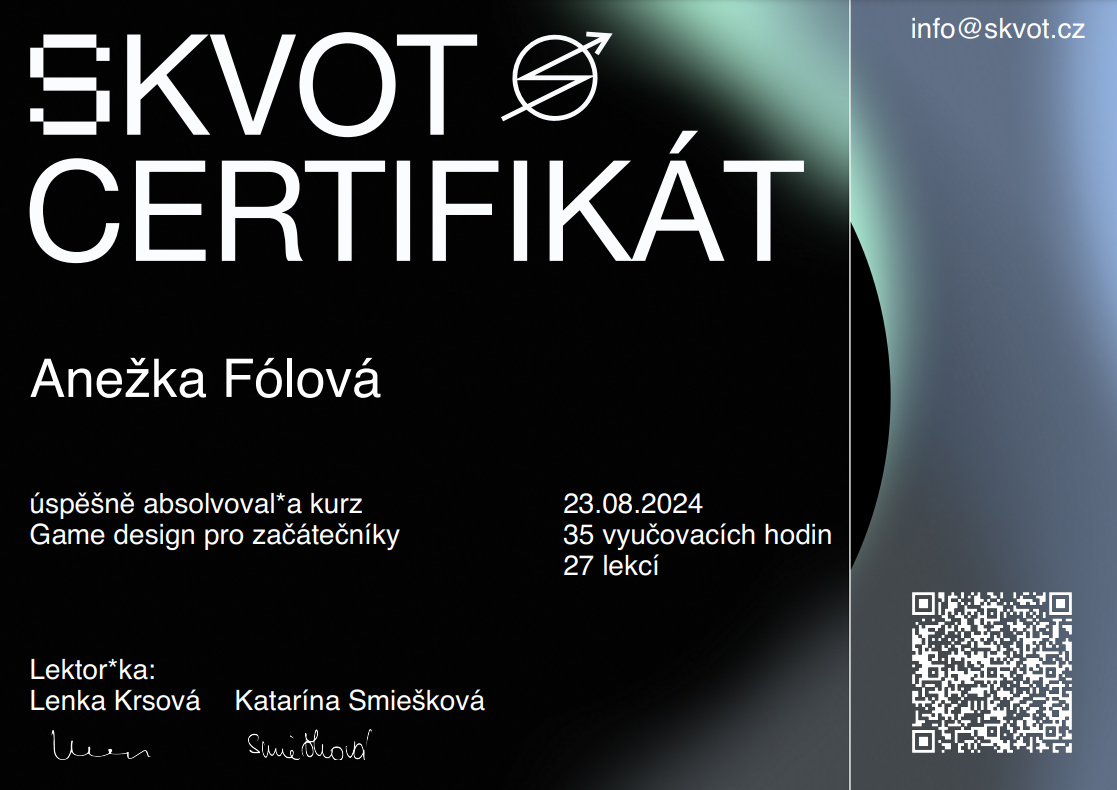 SKVOT
CERTIFIKÁT
info@skvot.cz
Anežka Fólová
úspěšně absolvoval*a kurz
Game design pro začátečníky
23.08.2024
35 vyučovacích hodin
27 lekcí
Lektor*ka:
Lenka Krsová Katarína Smiešková
Smiešková